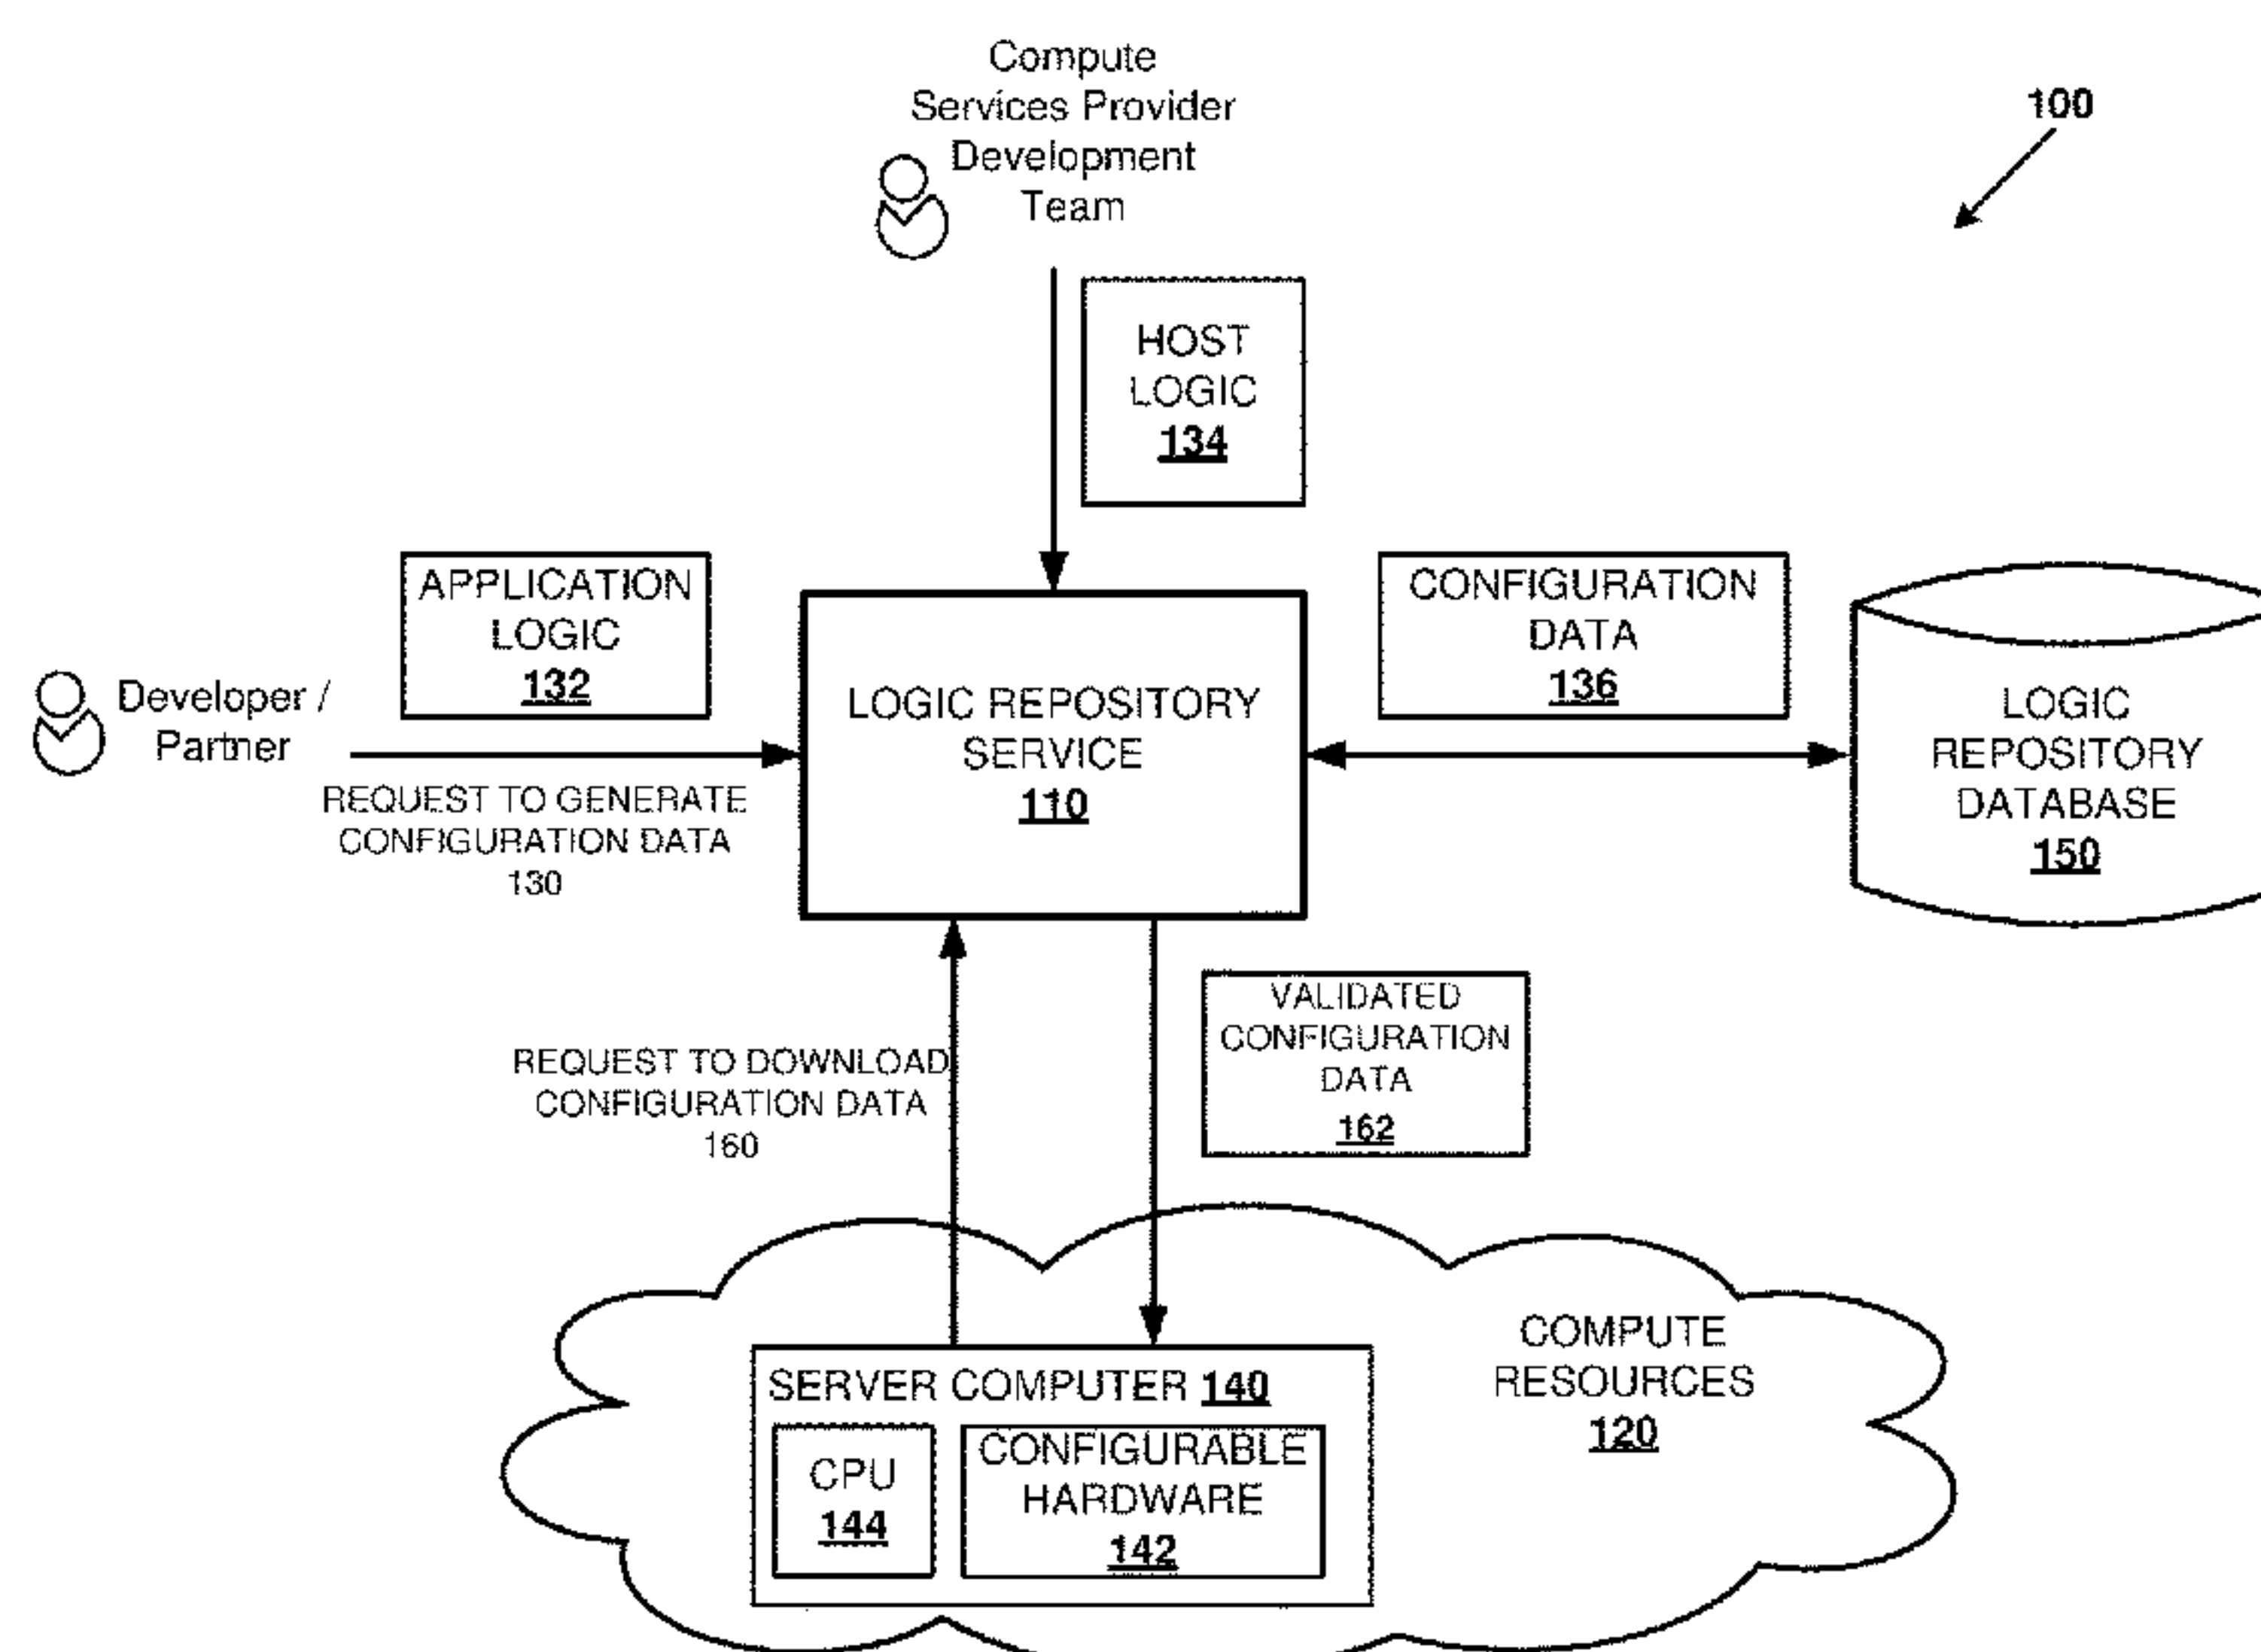 Compute
Services Provider
Development
Team
100
HOST
LOGIC
134
APPLICATION
LOGIC
132
CONFIGURATION
DATA
136
Developer /
Partner
LOGIC REPOSITORY
SERVICE
110
LOGIC
REPOSITORY
DATABASE
150
REQUEST TO GENERATE
CONFIGURATION DATA
130
VALIDATED
CONFIGURATION
DATA
162
REQUEST TO DOWNLOAD
CONFIGURATION DATA
160
COMPUTE
RESOURCES
120
SERVER COMPUTER 140
CPU
144
CONFIGURABLE
HARDWARE
142